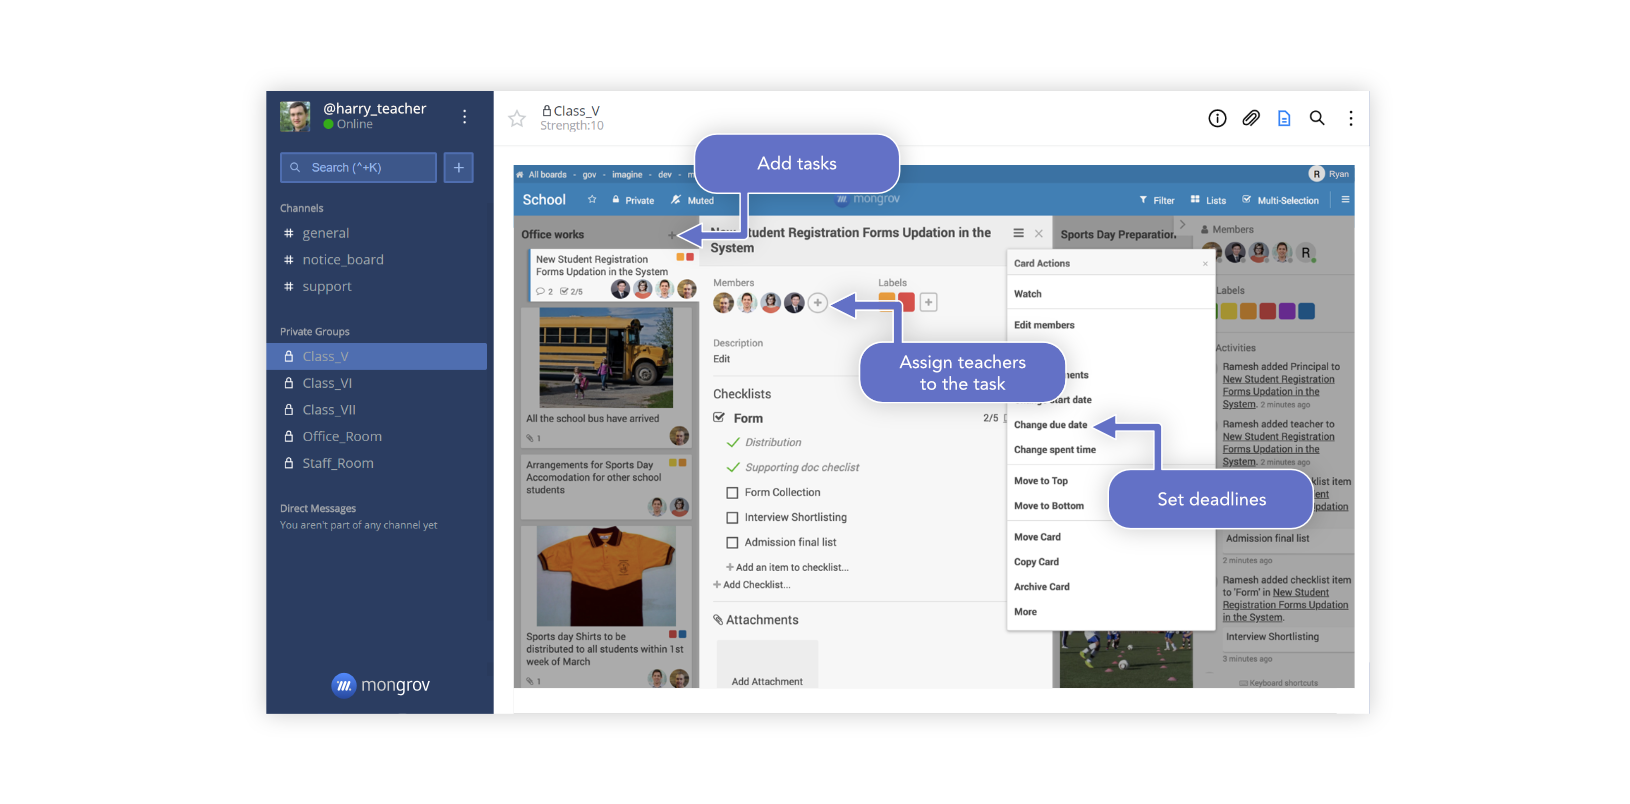 @harry_teacher
Online
Search (^+K)
+
Channels
# general
# notice_board
# support
Private Groups
Class_V
Class_VI
Class_VII
Office_Room
Staff_Room
Direct Messages
You aren't part of any channel yet
mongrov
Class_V
Strength:10
Add tasks
All boards - gov - imagine - dev - m
R Ryan
School
Private
Muted
mongrov
Filter
Lists
Multi-Selection
Office works
New Student Registration
Forms Updation in the System
2
2/5
All the school bus have arrived
1
Arrangements for Sports Day
Accomodation for other school
students
Sports day Shirts to be
distributed to all students within 1st
week of March
1
Student Registration Forms Updation in the
System
Members
Labels
Assign teachers
to the task
Description
Edit
Checklists
Form
2/5
Distribution
Supporting doc checlist
Form Collection
Interview Shortlisting
Admission final list
+ Add an item to checklist...
+ Add Checklist...
Attachments
Add Attachment
Sports Day Preparation
Card Actions
Watch
Edit members
start date
Change due date
Change spent time
Move to Top
Move to Bottom
Move Card
Copy Card
Archive Card
More
Set deadlines
Members
R
Labels
Activities
Ramesh added Principal to
New Student Registration
Forms Updation in the
System. 2 minutes ago
Ramesh added teacher to
New Student Registration
Forms Updation in the
System. 2 minutes ago
item
Admission final list
2 minutes ago
Ramesh added checklist item
to 'Form' in New Student
Registration Forms Updation
in the System.
Interview Shortlisting
3 minutes ago
Keyboard shortcuts